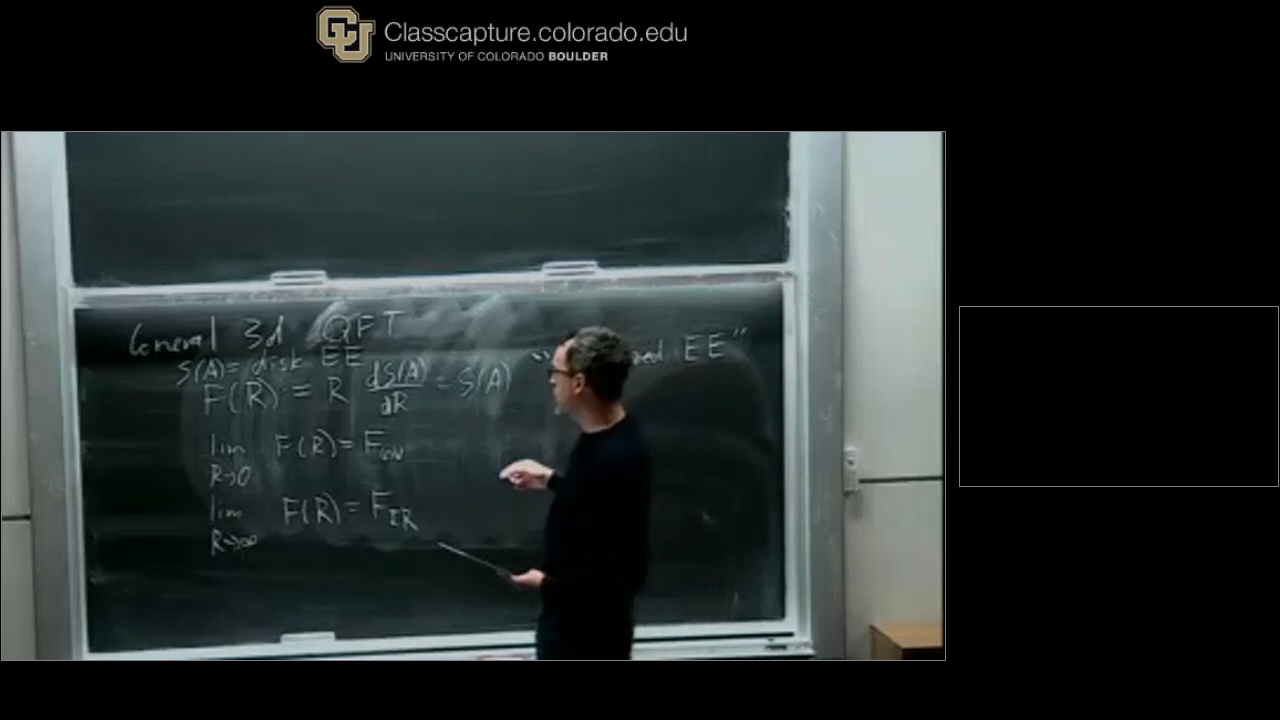 Classcapture.colorado.edu
UNIVERSITY OF COLORADO BOULDER
General 3d QFT
S(A) = disk EE
F(R) := R dS(A)/dR - S(A) " EE"
lim R→0 F(R) = F_UV
lim R→∞ F(R) = F_IR